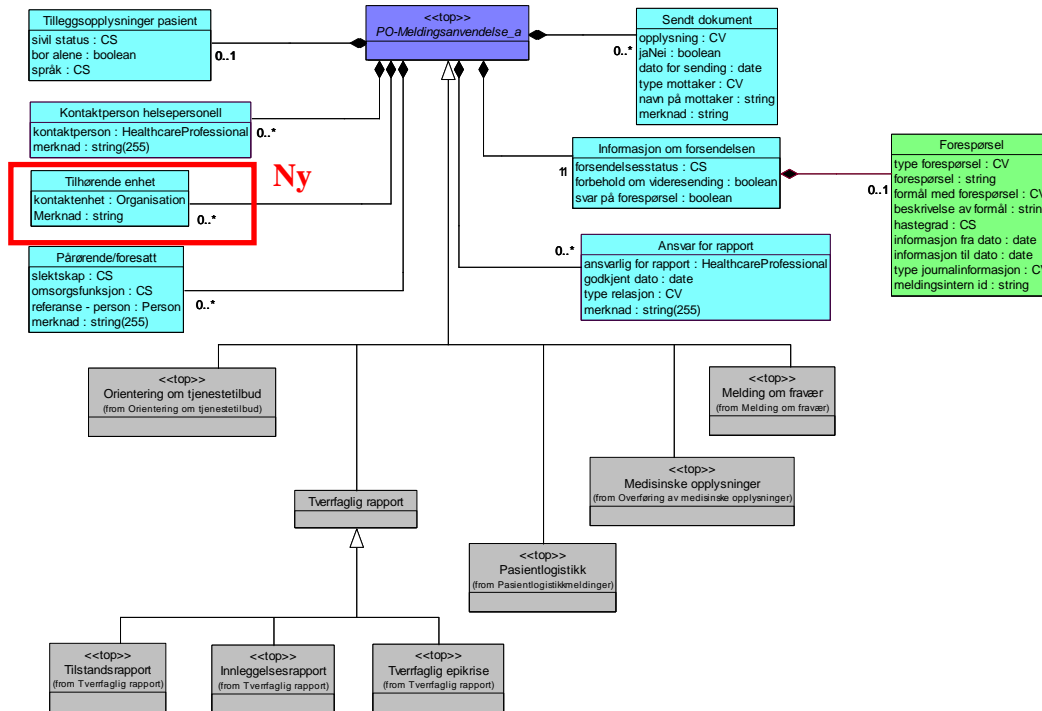 Tilleggsopplysninger pasient
sivil status : CS
bor alene : boolean
språk : CS
0..1
<<top>>
PO-Meldingsanvendelse_a
Sendt dokument
opplysning : CV
jaNei : boolean
dato for sending : date
type mottaker : CV
navn på mottaker : string
merknad : string
0..*
Kontaktperson helsepersonell
kontaktperson : HealthcareProfessional
merknad : string(255)
0..*
Informasjon om forsendelsen
forsendelsesstatus : CS
forbehold om videresending : boolean
svar på forespørsel : boolean
11
0..1
Forespørsel
type forespørsel : CV
forespørsel : string
formål med forespørsel : CV
beskrivelse av formål : string
hastegrad : CS
informasjon fra dato : date
informasjon til dato : date
type journalinformasjon : CV
meldingsintern id : string
Ny
Tilhørende enhet
kontaktenhet : Organisation
Merknad : string
0..*
Pårørende/foresatt
slektskap : CS
omsorgsfunksjon : CS
referanse - person : Person
merknad : string(255)
0..*
Ansvar for rapport
ansvarlig for rapport : HealthcareProfessional
godkjent dato : date
type relasjon : CV
merknad : string(255)
0..*
<<top>>
Orientering om tjenestetilbud
(from Orientering om tjenestetilbud)
<<top>>
Melding om fravær
(from Melding om fravær)
<<top>>
Medisinske opplysninger
(from Overføring av medisinske opplysninger)
Tverrfaglig rapport
<<top>>
Pasientlogistikk
(from Pasientlogistikkmeldinger)
<<top>>
Tilstandsrapport
(from Tverrfaglig rapport)
<<top>>
Innleggelsesrapport
(from Tverrfaglig rapport)
<<top>>
Tverrfaglig epikrise
(from Tverrfaglig rapport)